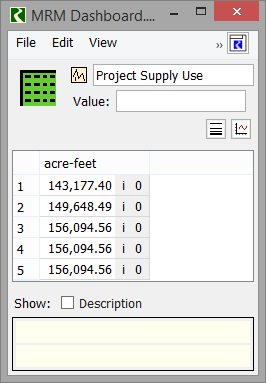 MRM Dashboard....
File Edit View »
Project Supply Use
Value:
acre-feet
1 143,177.40 i 0
2 149,648.49 i 0
3 156,094.56 i 0
4 156,094.56 i 0
5 156,094.56 i 0
Show: Description